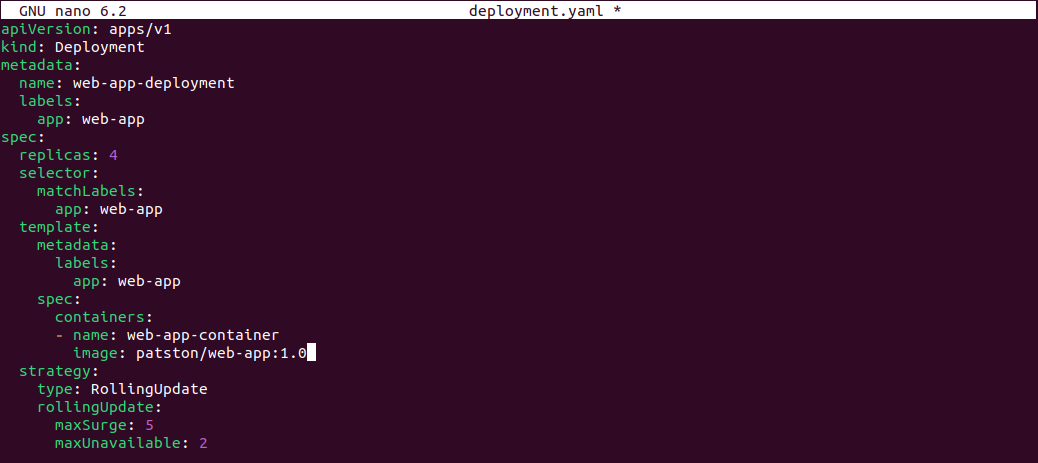 GNU nano 6.2 deployment.yaml *
apiVersion: apps/v1
kind: Deployment
metadata:
  name: web-app-deployment
  labels:
    app: web-app
spec:
  replicas: 4
  selector:
    matchLabels:
      app: web-app
  template:
    metadata:
      labels:
        app: web-app
    spec:
      containers:
      - name: web-app-container
        image: patston/web-app:1.0
  strategy:
    type: RollingUpdate
    rollingUpdate:
      maxSurge: 5
      maxUnavailable: 2